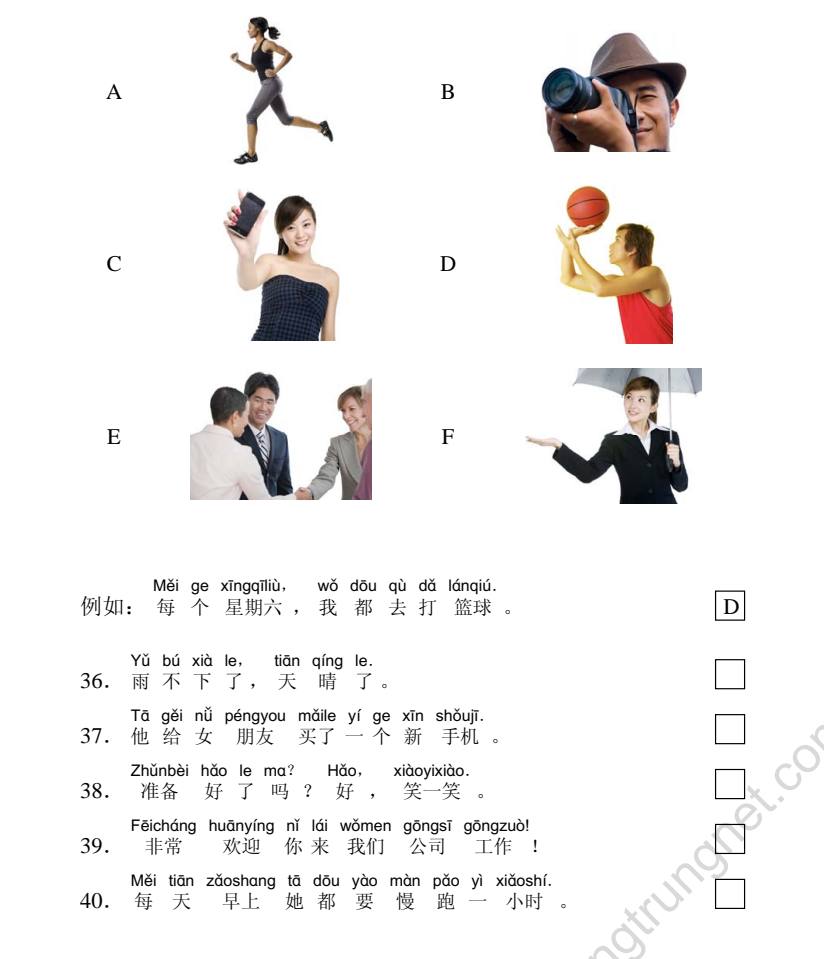 A
B
C
D
E
F
Měi ge xīngqīliù, wǒ dōu qù dǎ lánqiú.
例如：每个星期六，我都去打篮球。 D
Yǔ bú xià le, tiān qíng le.
36. 雨不下了，天晴了。
Tā gěi nǚ péngyou mǎile yí ge xīn shǒujī.
37. 他给女朋友买了一个新手机。
Zhǔnbèi hǎo le ma? Hǎo, xiàoyixiào.
38. 准备好了吗？好，笑一笑。
Fēicháng huānyíng nǐ lái wǒmen gōngsī gōngzuò!
39. 非常欢迎你来我们公司工作！
Měi tiān zǎoshang tā dōu yào màn pǎo yì xiǎoshí.
40. 每天早上她都要慢跑一小时。